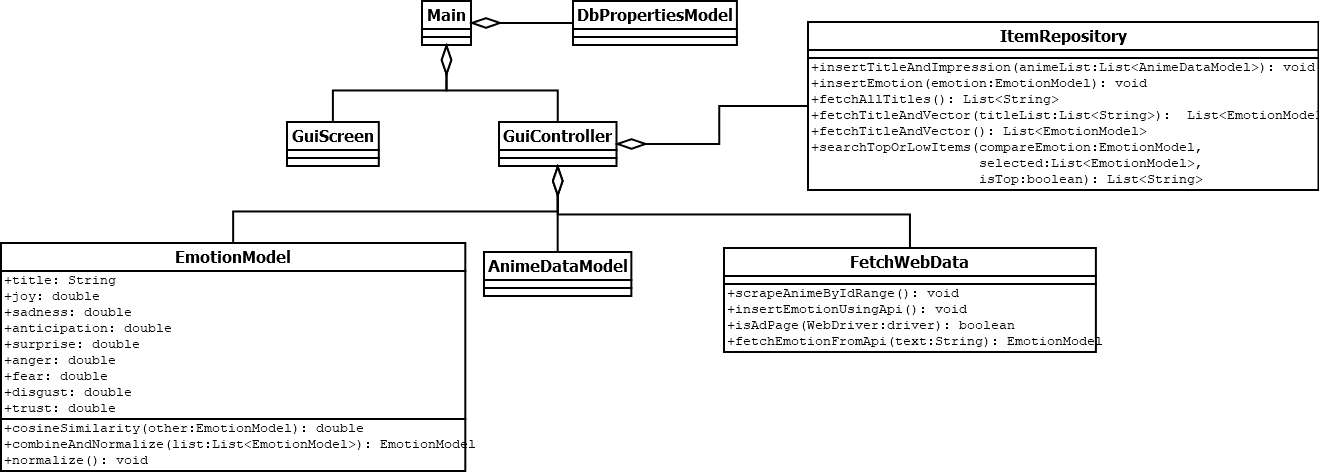 Main
DbPropertiesModel
ItemRepository
+insertTitleAndImpression(animeList:List<AnimeDataModel>): void
+insertEmotion(emotion:EmotionModel): void
+fetchAllTitles(): List<String>
+fetchTitleAndVector(titleList:List<String>):  List<EmotionModel
+fetchTitleAndVector(): List<EmotionModel>
+searchTopOrLowItems(compareEmotion:EmotionModel,
selected:List<EmotionModel>,
isTop:boolean): List<String>
GuiScreen
GuiController
EmotionModel
+title: String
+joy: double
+sadness: double
+anticipation: double
+surprise: double
+anger: double
+fear: double
+disgust: double
+trust: double
+cosineSimilarity(other:EmotionModel): double
+combineAndNormalize(list:List<EmotionModel>): EmotionModel
+normalize(): void
AnimeDataModel
FetchWebData
+scrapeAnimeByIdRange(): void
+insertEmotionUsingApi(): void
+isAdPage(WebDriver:driver): boolean
+fetchEmotionFromApi(text:String): EmotionModel